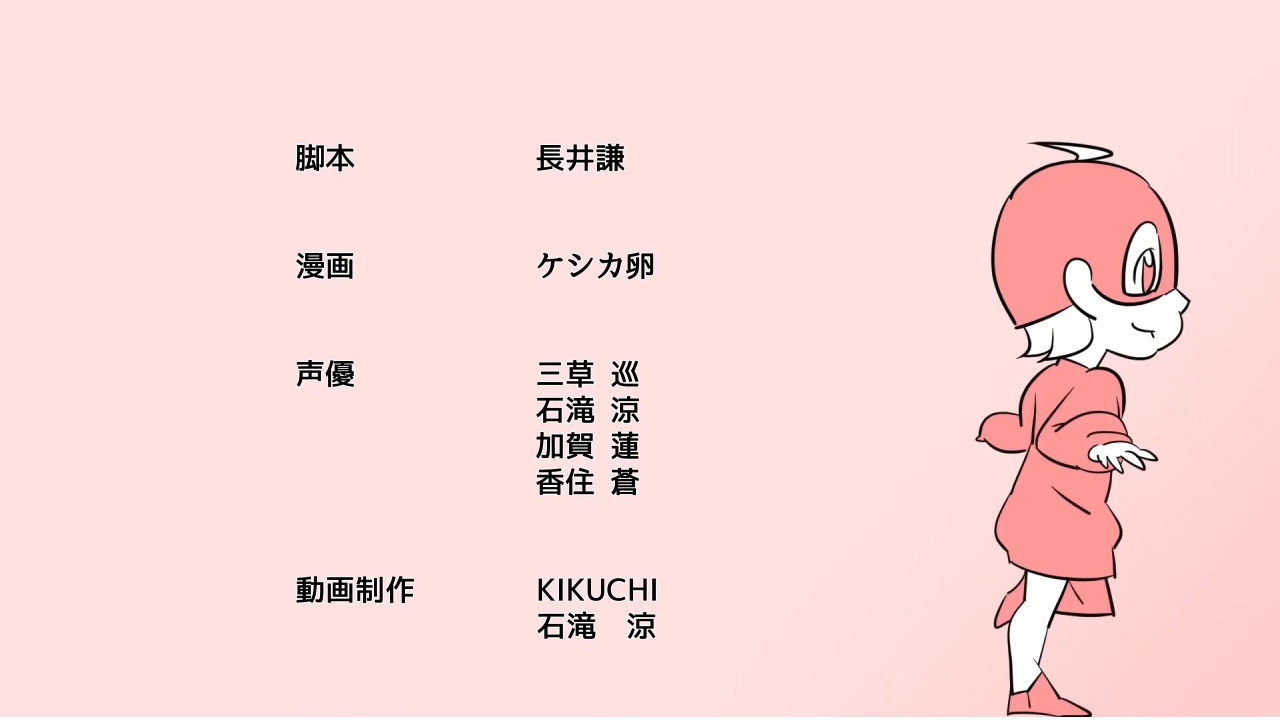 脚本 長井謙
漫画 ケシカ卵
声優 三草 巡
石滝 涼
加賀 蓮
香住 蒼
動画制作 KIKUCHI
石滝　涼